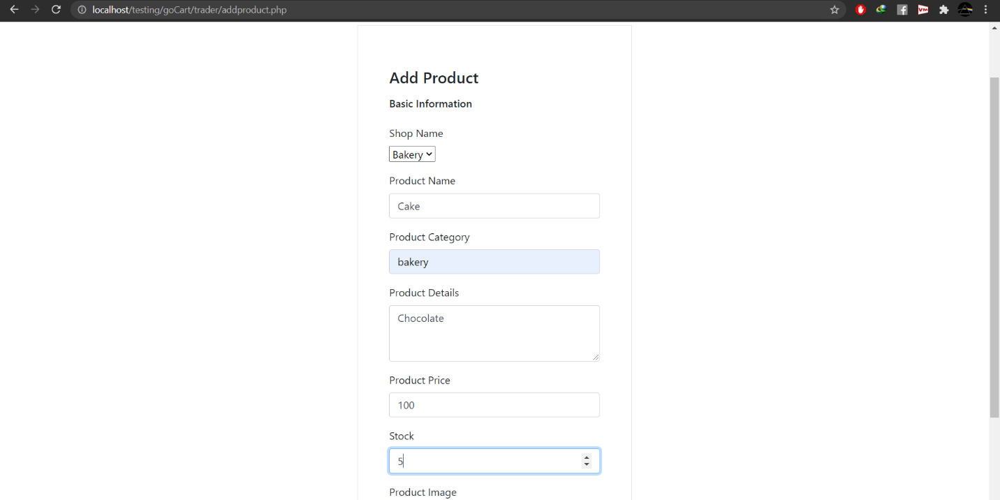 localhost/testing/goCart/trader/addproduct.php
VM
Add Product
Basic Information
Shop Name
Bakery
Product Name
Cake
Product Category
bakery
Product Details
Chocolate
Product Price
100
Stock
5
Product Image